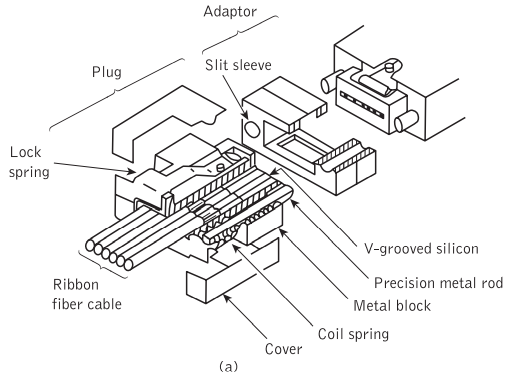 Adaptor
Plug
Slit sleeve
Lock
spring
V-grooved silicon
Precision metal rod
Ribbon
fiber cable
Metal block
Coil spring
Cover
(a)